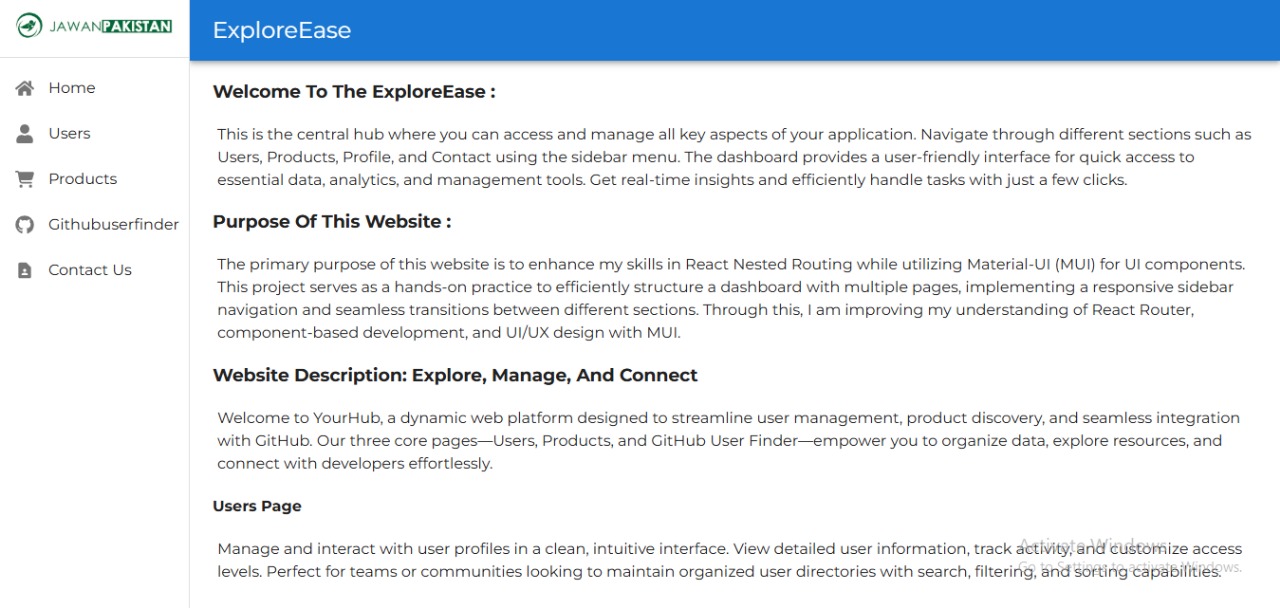 JAWANPAKISTAN
ExploreEase
Home
Users
Products
Githubuserfinder
Contact Us
Welcome To The ExploreEase :
This is the central hub where you can access and manage all key aspects of your application. Navigate through different sections such as
Users, Products, Profile, and Contact using the sidebar menu. The dashboard provides a user-friendly interface for quick access to
essential data, analytics, and management tools. Get real-time insights and efficiently handle tasks with just a few clicks.
Purpose Of This Website :
The primary purpose of this website is to enhance my skills in React Nested Routing while utilizing Material-UI (MUI) for UI components.
This project serves as a hands-on practice to efficiently structure a dashboard with multiple pages, implementing a responsive sidebar
navigation and seamless transitions between different sections. Through this, I am improving my understanding of React Router,
component-based development, and UI/UX design with MUI.
Website Description: Explore, Manage, And Connect
Welcome to YourHub, a dynamic web platform designed to streamline user management, product discovery, and seamless integration
with GitHub. Our three core pages—Users, Products, and GitHub User Finder—empower you to organize data, explore resources, and
connect with developers effortlessly.
Users Page
Manage and interact with user profiles in a clean, intuitive interface. View detailed user information, track activity, and customize access
levels. Perfect for teams or communities looking to maintain organized user directories with search, filtering, and sorting capabilities.
Activate Windows
Go to Settings to activate Windows.